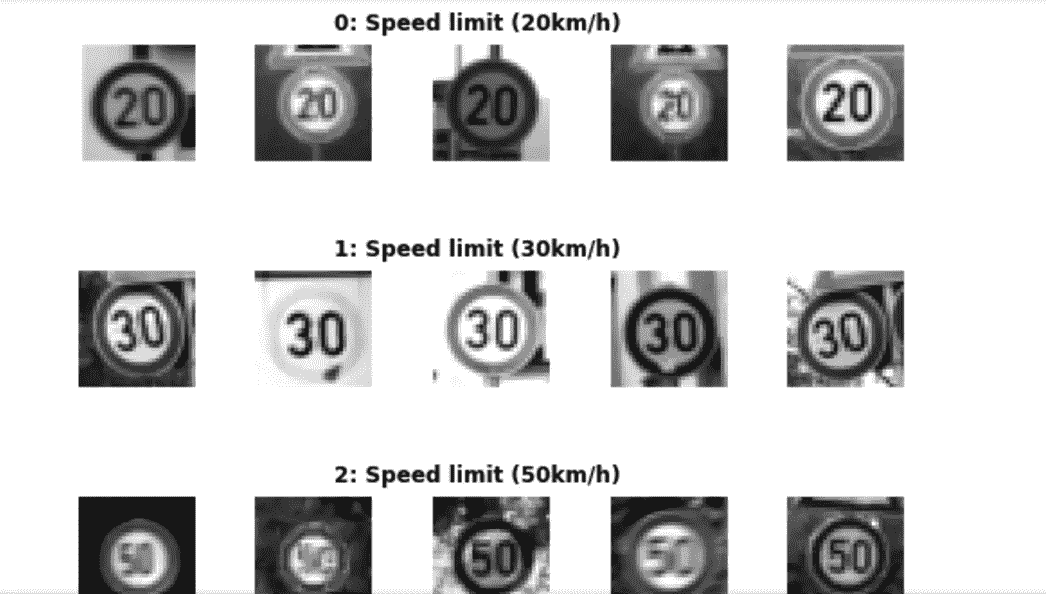 0: Speed limit (20km/h)
20 20 20 20 20
1: Speed limit (30km/h)
30 30 30 30 30
2: Speed limit (50km/h)
50 50 50 50 50